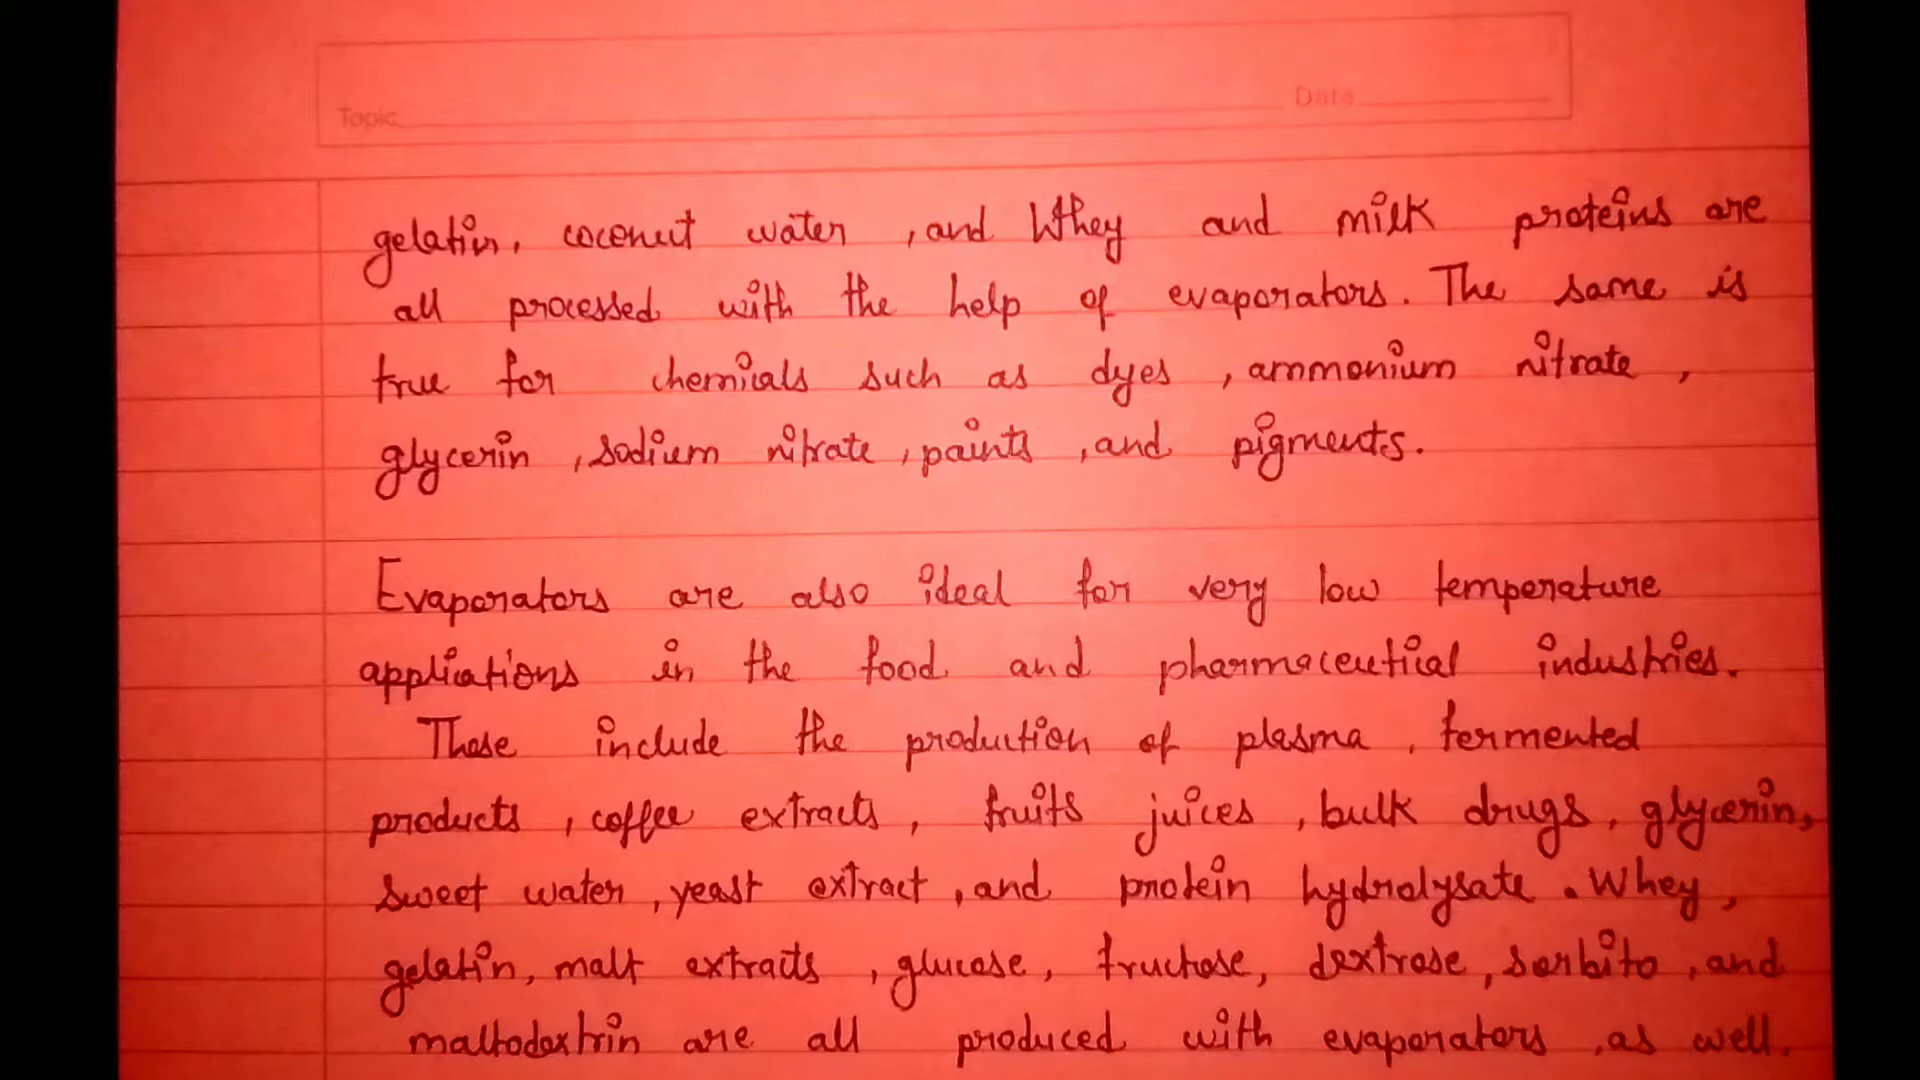 Topic
Date
gelatin, coconut water, and Whey and milk proteins are
all processed with the help of evaporators. The same is
true for chemicals such as dyes, ammonium nitrate,
glycerin, sodium nitrate, paints, and pigments.
Evaporators are also ideal for very low temperature
appliations in the food and pharmaceutical industries.
These include the production of plasma, fermented
products, coffee extracts, fruits juices, bulk drugs, glycerin,
sweet water, yeast extract, and protein hydrolysate. Whey,
gelatin, malt extracts, glucose, fructose, dextrose, sorbito, and
maltodextrin are all produced with evaporators, as well.